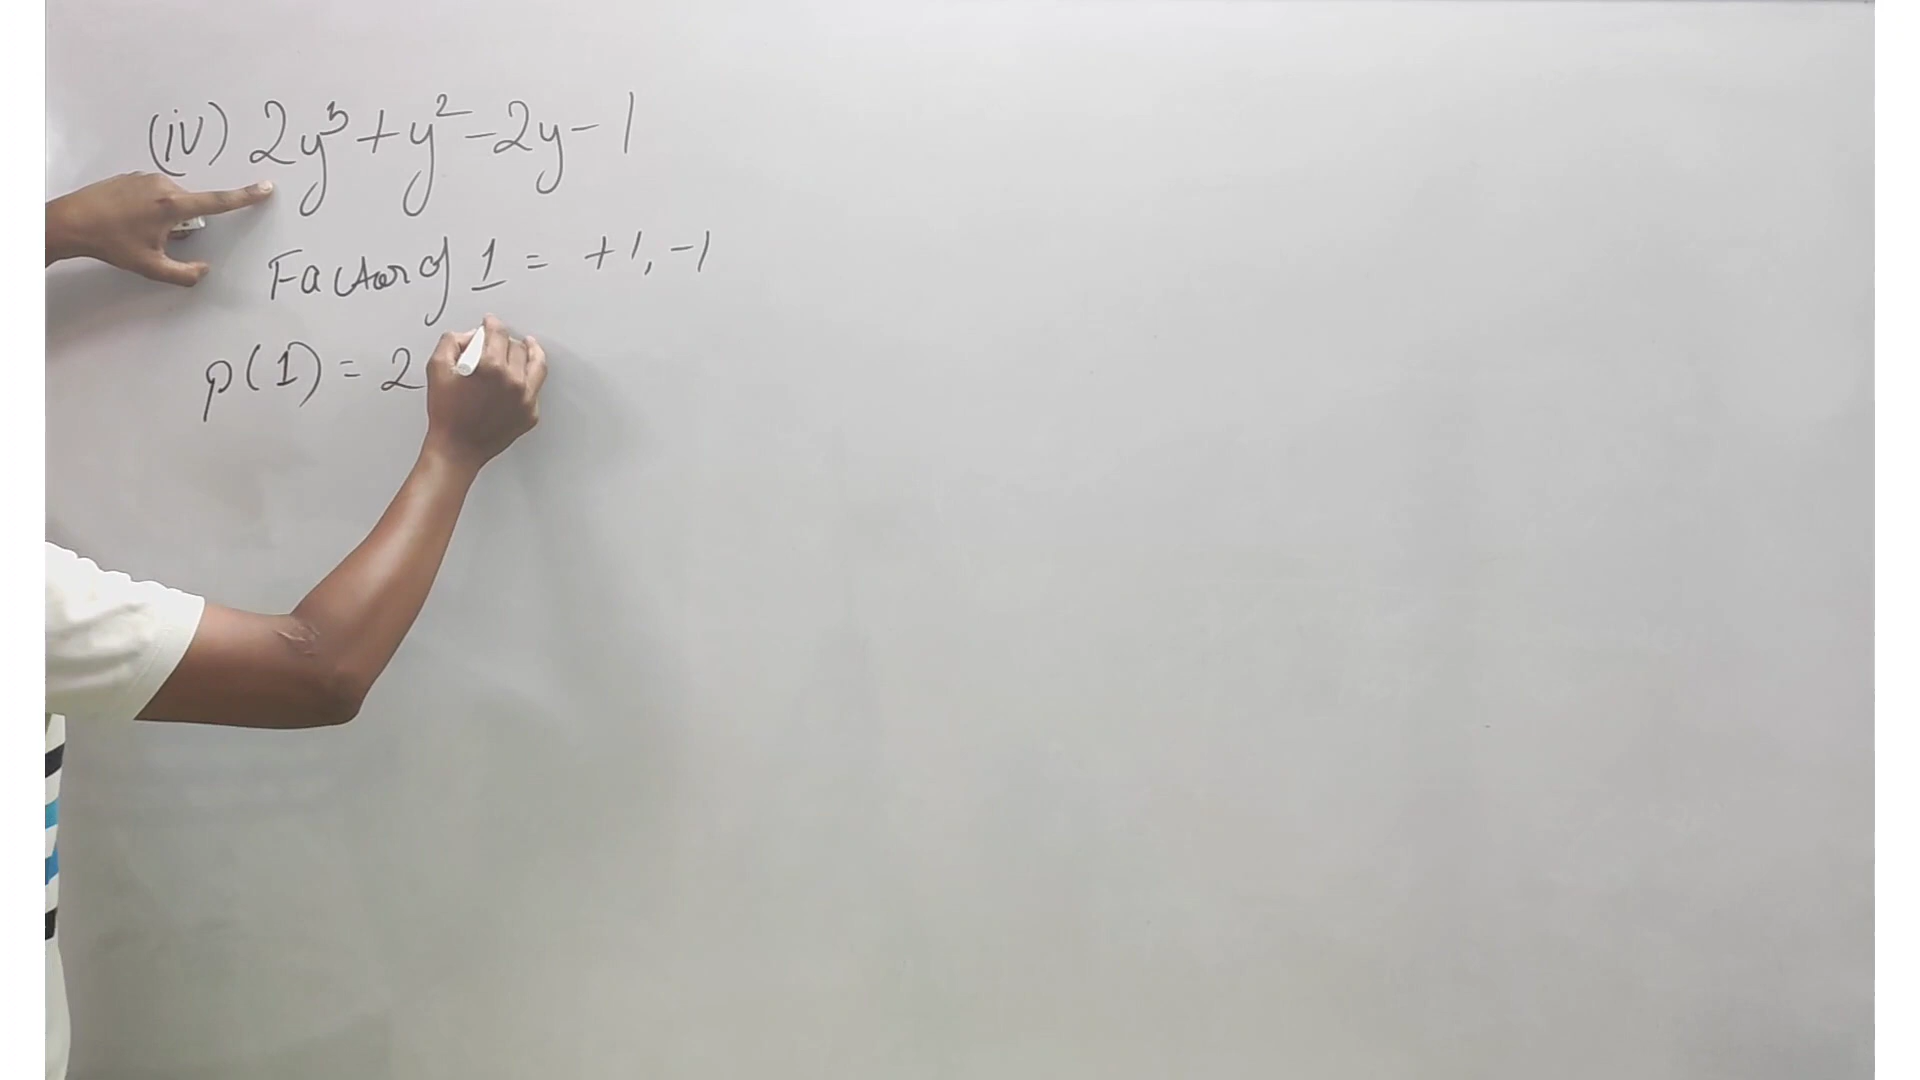 (iv) 2y³ + y² - 2y - 1
Factor of 1 = +1, -1
p(1) = 2